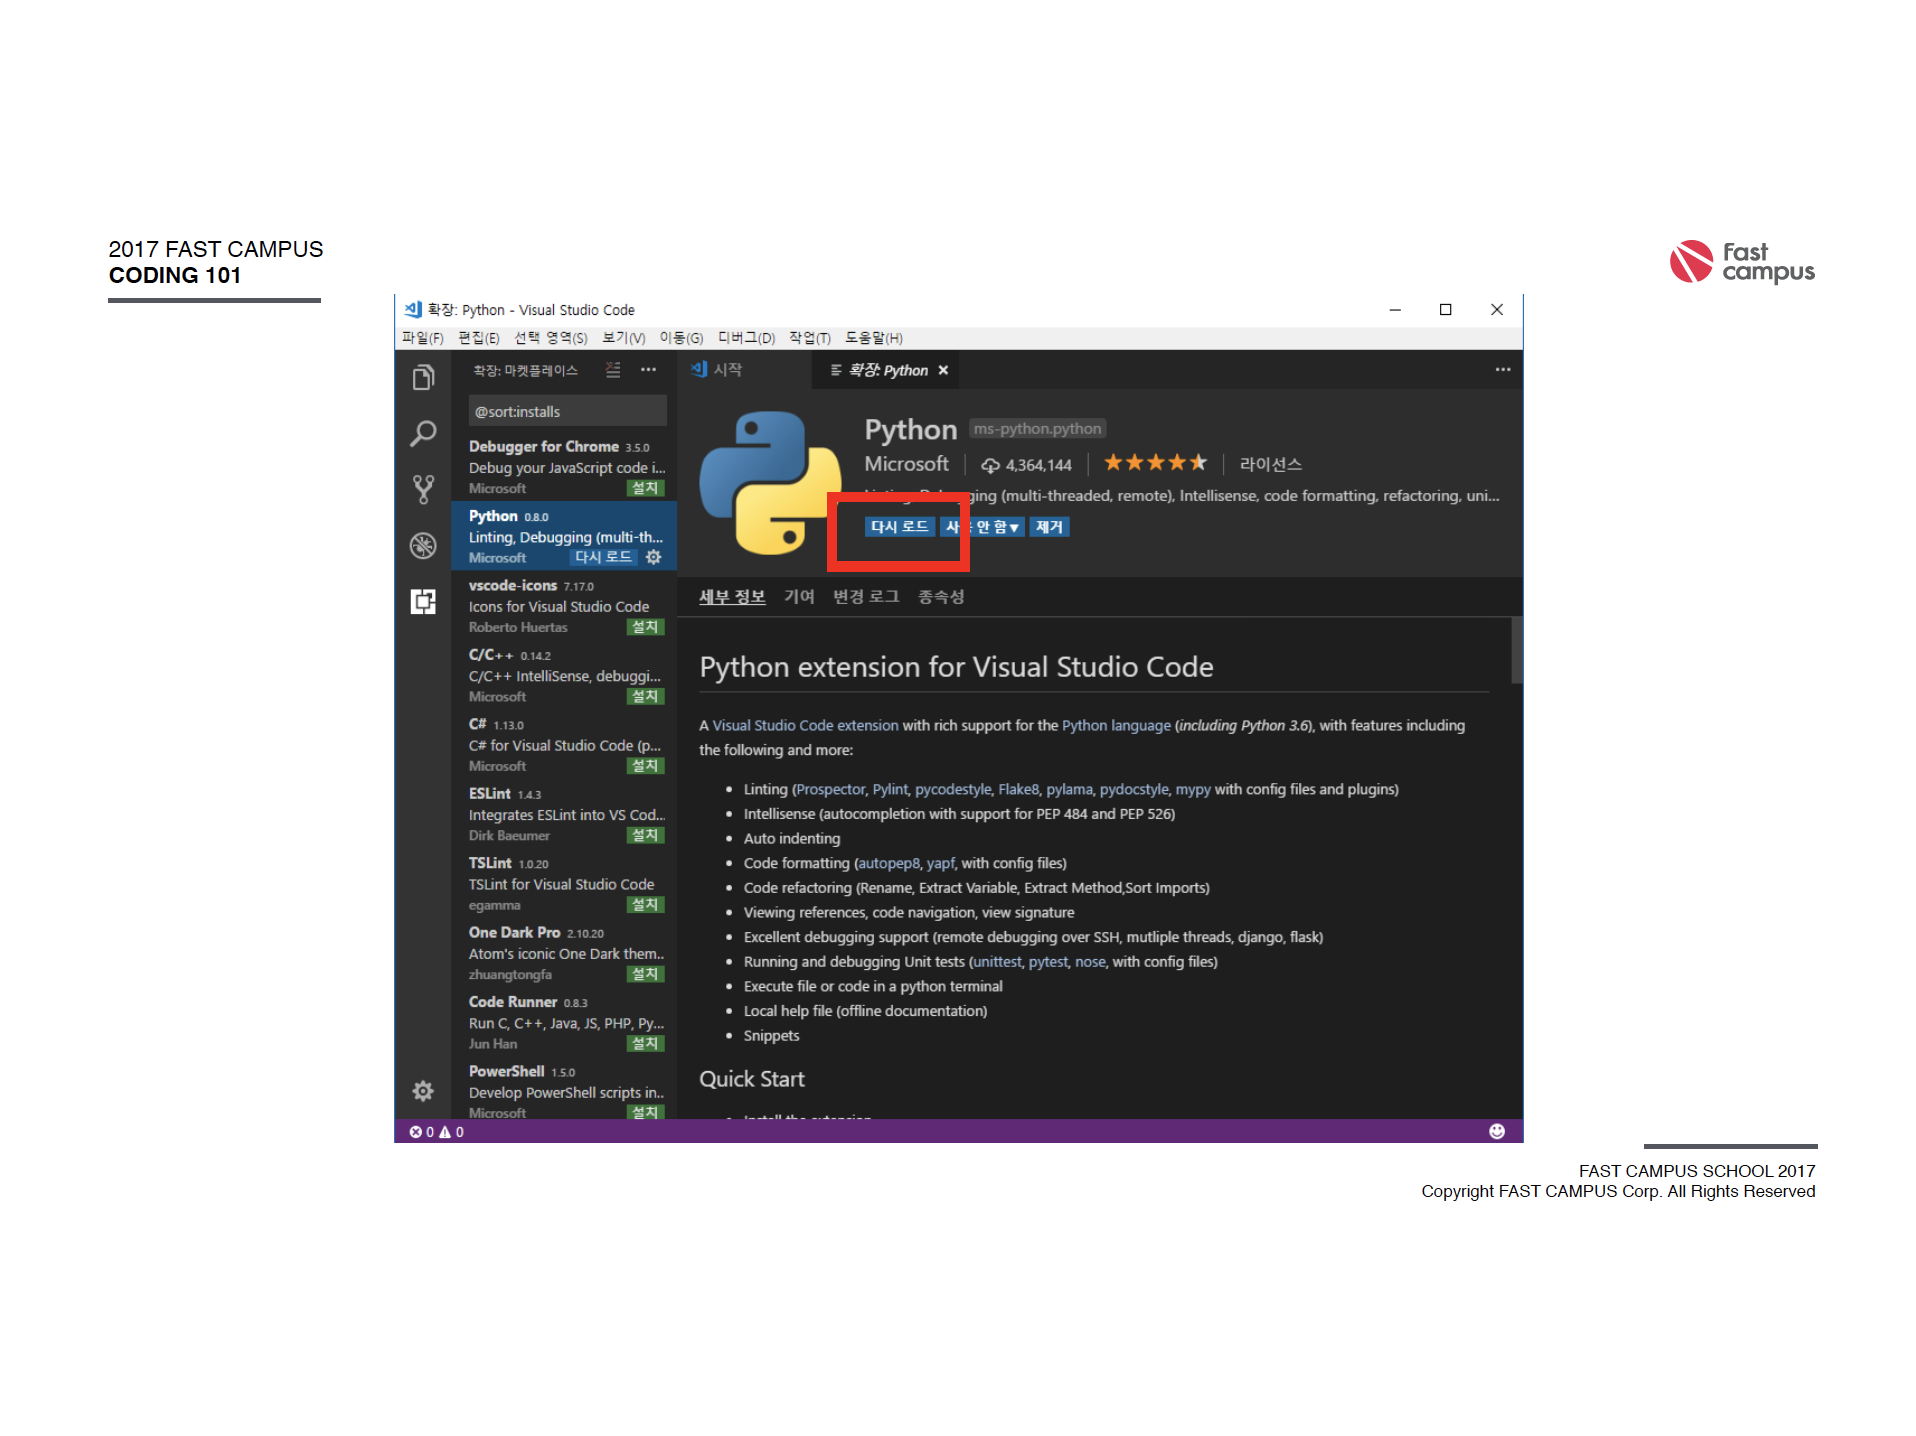 2017 FAST CAMPUS
CODING 101
Fast
campus
확장: Python - Visual Studio Code
파일(F) 편집(E) 선택 영역(S) 보기(V) 이동(G) 디버그(D) 작업(T) 도움말(H)
확장: 마켓플레이스
@sort:installs
Debugger for Chrome 3.5.0
Debug your JavaScript code i...
Microsoft 설치
Python 0.8.0
Linting, Debugging (multi-th...
Microsoft 다시 로드
vscode-icons 7.17.0
Icons for Visual Studio Code
Roberto Huertas 설치
C/C++ 0.14.2
C/C++ IntelliSense, debuggi...
Microsoft 설치
C# 1.13.0
C# for Visual Studio Code (p...
Microsoft 설치
ESLint 1.4.3
Integrates ESLint into VS Cod...
Dirk Baeumer 설치
TSLint 1.0.20
TSLint for Visual Studio Code
egamma 설치
One Dark Pro 2.10.20
Atom's iconic One Dark them..
zhuangtongfa 설치
Code Runner 0.8.3
Run C, C++, Java, JS, PHP, Py...
Jun Han 설치
PowerShell 1.5.0
Develop PowerShell scripts in..
Microsoft 설치
시작 확장: Python
Python ms-python.python
Microsoft 4,364,144 라이선스
Linting, Debugging (multi-threaded, remote), Intellisense, code formatting, refactoring, uni...
다시 로드 사용 안 함 제거
세부 정보 기여 변경 로그 종속성
Python extension for Visual Studio Code
A Visual Studio Code extension with rich support for the Python language (including Python 3.6), with features including
the following and more:
Linting (Prospector, Pylint, pycodestyle, Flake8, pylama, pydocstyle, mypy with config files and plugins)
Intellisense (autocompletion with support for PEP 484 and PEP 526)
Auto indenting
Code formatting (autopep8, yapf, with config files)
Code refactoring (Rename, Extract Variable, Extract Method,Sort Imports)
Viewing references, code navigation, view signature
Excellent debugging support (remote debugging over SSH, mutliple threads, django, flask)
Running and debugging Unit tests (unittest, pytest, nose, with config files)
Execute file or code in a python terminal
Local help file (offline documentation)
Snippets
Quick Start
Install the extension
0 0
FAST CAMPUS SCHOOL 2017
Copyright FAST CAMPUS Corp. All Rights Reserved